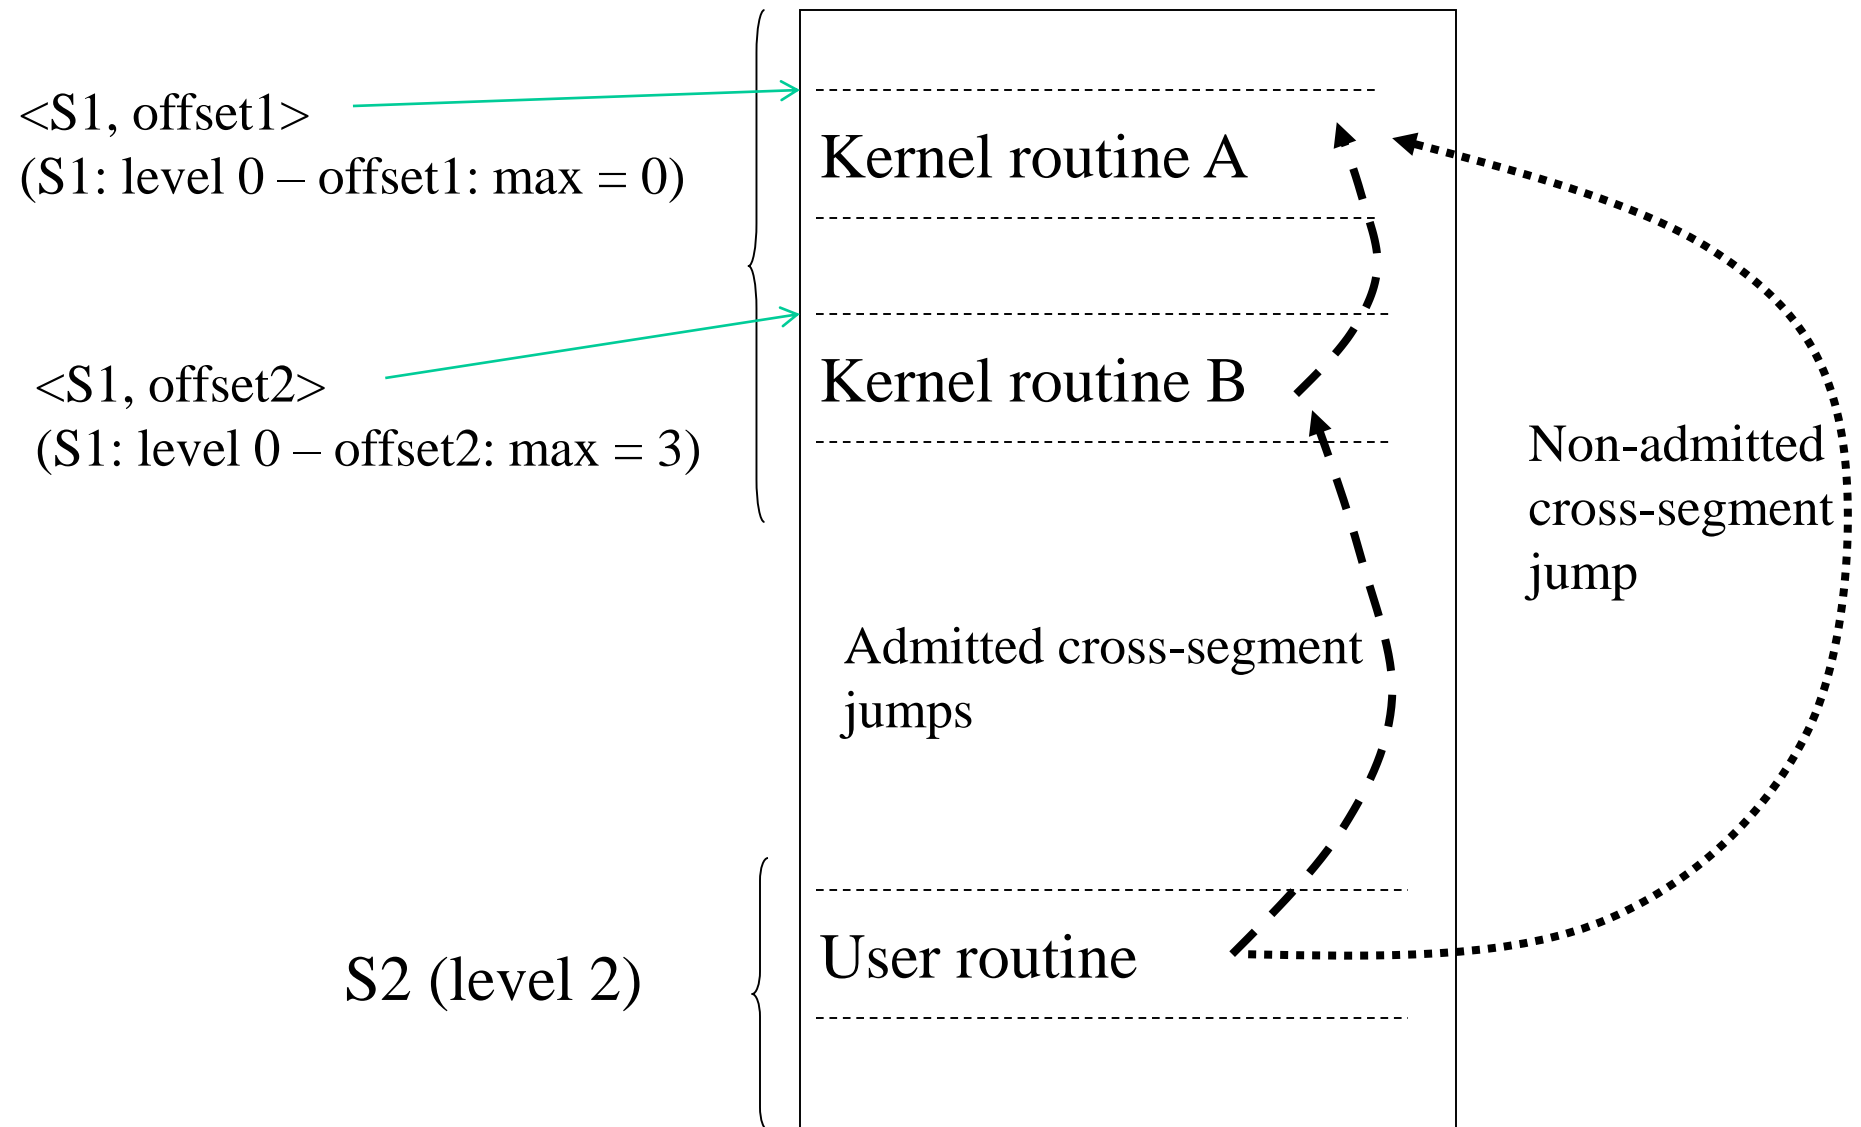 <S1, offset1>
(S1: level 0 – offset1: max = 0)
Kernel routine A
<S1, offset2>
(S1: level 0 – offset2: max = 3)
Kernel routine B
Non-admitted
cross-segment
jump
Admitted cross-segment
jumps
S2 (level 2)
User routine